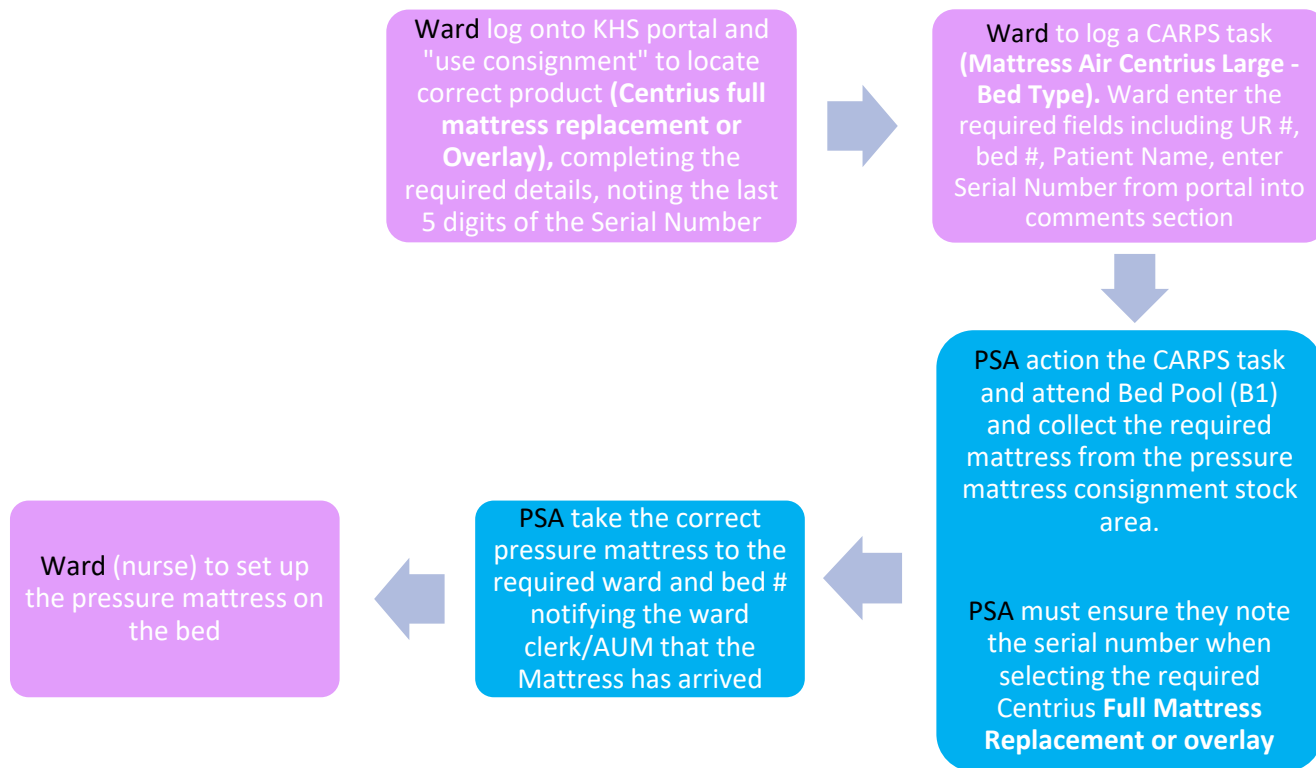 Ward log onto KHS portal and
"use consignment" to locate
correct product (Centrius full
mattress replacement or
Overlay), completing the
required details, noting the last
5 digits of the Serial Number
Ward to log a CARPS task
(Mattress Air Centrius Large -
Bed Type). Ward enter the
required fields including UR #,
bed #, Patient Name, enter
Serial Number from portal into
comments section
PSA action the CARPS task
and attend Bed Pool (B1)
and collect the required
mattress from the pressure
mattress consignment stock
area.
PSA must ensure they note
the serial number when
selecting the required
Centrius Full Mattress
Replacement or overlay
PSA take the correct
pressure mattress to the
required ward and bed #
notifying the ward
clerk/AUM that the
Mattress has arrived
Ward (nurse) to set up
the pressure mattress on
the bed